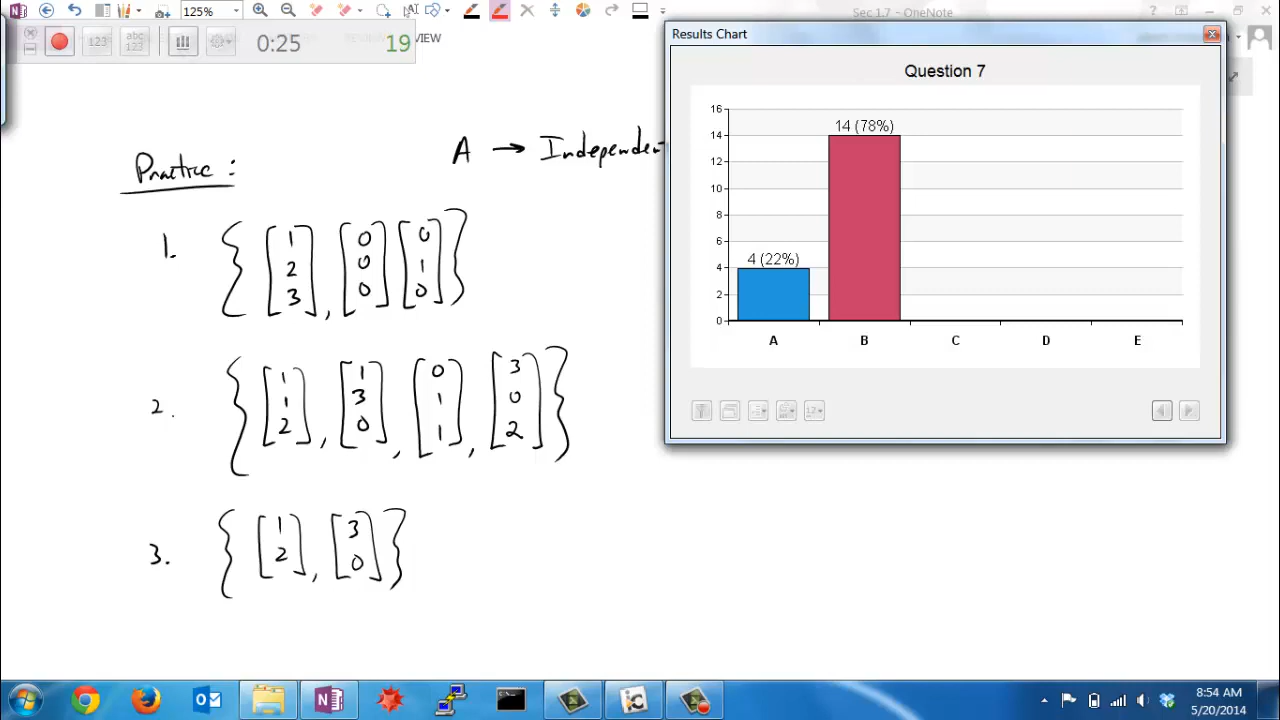 125%
Sec 1.7 - OneNote
0:25
19
VIEW
Results Chart
Question 7
16
14
12
10
8
6
4
2
0
4 (22%)
14 (78%)
A B C D E
A → Independent
Practice:
1. { [1 2 3], [0 0 0] [0 1 0] }
2. { [1 1 2], [1 3 0], [0 1 1], [3 0 2] }
3. { [1 2], [3 0] }
8:54 AM
5/20/2014